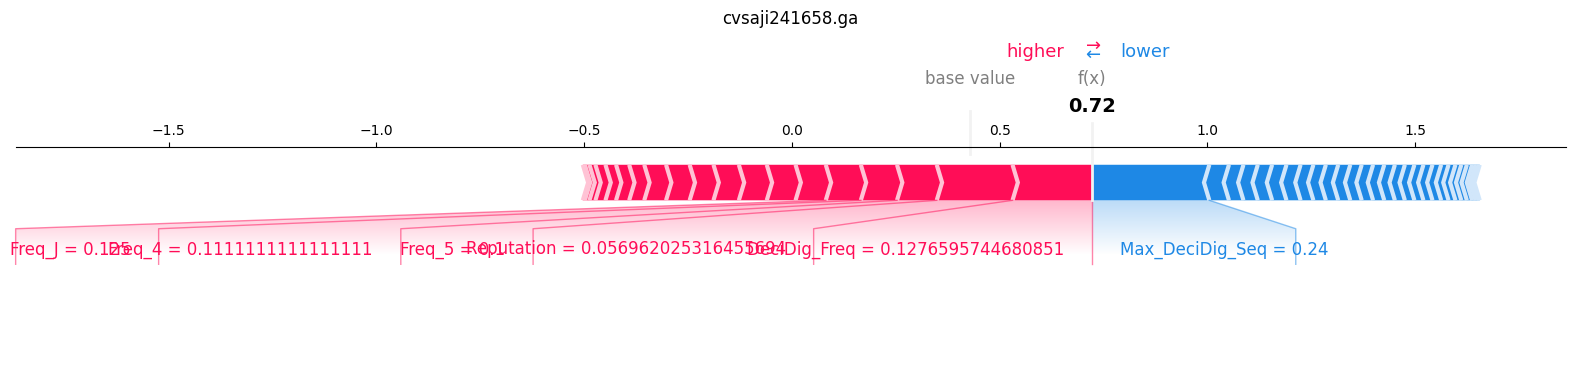 cvsaji241658.ga
higher → ← lower
base value f(x)
0.72
−1.5 −1.0 −0.5 0.0 0.5 1.0 1.5
Freq_J = 0.125 Freq_4 = 0.1111111111111111 Freq_5 = 0.1 Reputation = 0.056962025316455694 DeciDig_Freq = 0.1276595744680851 Max_DeciDig_Seq = 0.24